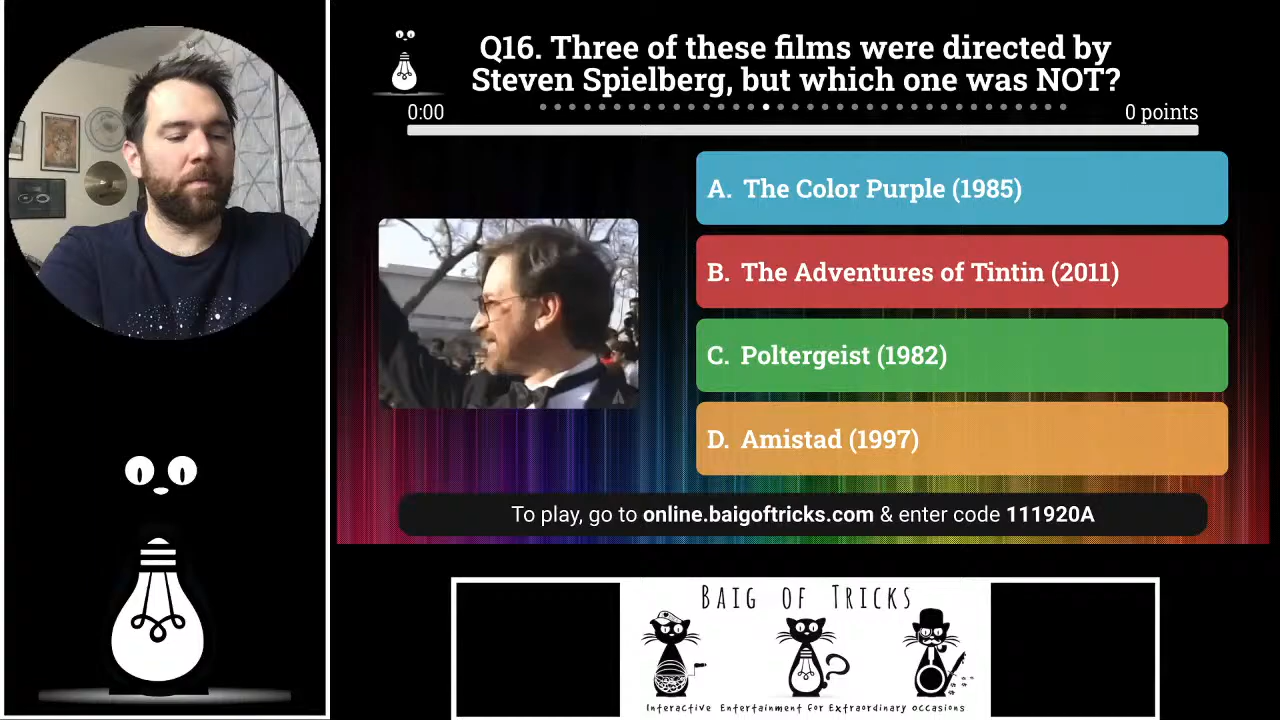 Q16. Three of these films were directed by
Steven Spielberg, but which one was NOT?
0:00
0 points
A. The Color Purple (1985)
B. The Adventures of Tintin (2011)
C. Poltergeist (1982)
D. Amistad (1997)
To play, go to online.baigoftricks.com & enter code 111920A
BAIG OF TRICKS
Interactive Entertainment for Extraordinary Occasions